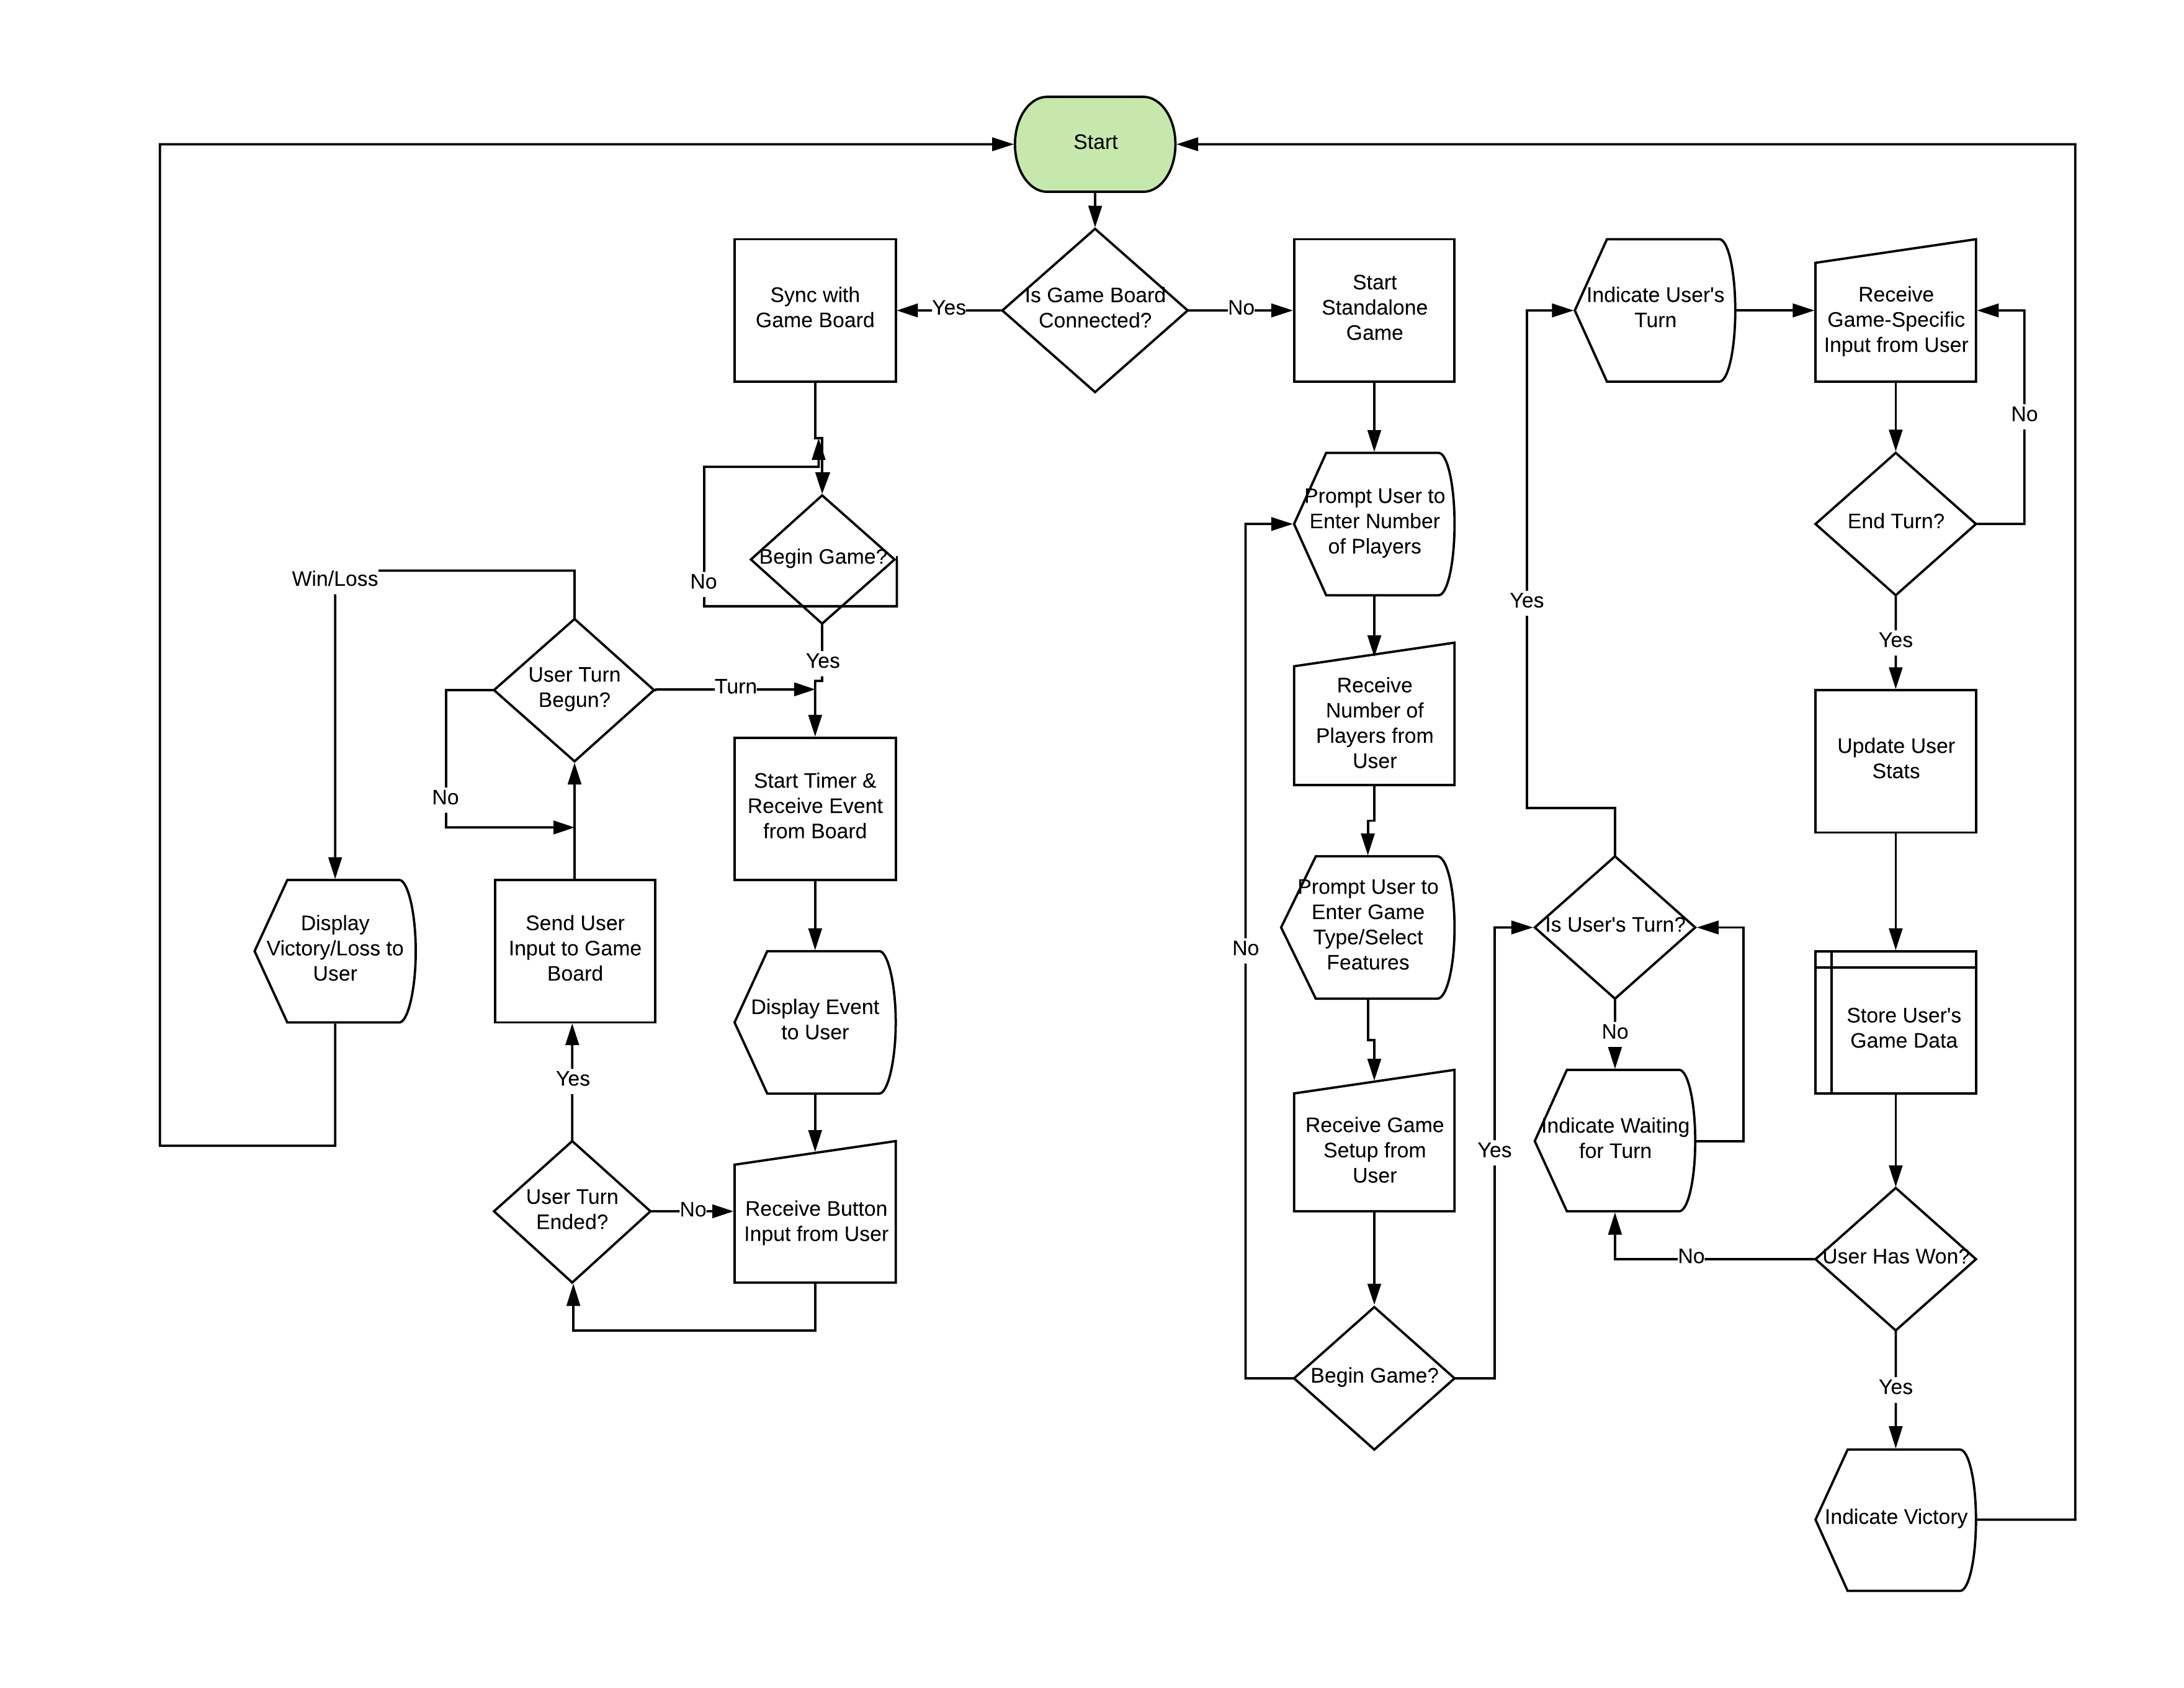 Start
Sync with
Game Board
Yes
Is Game Board
Connected?
No
Start
Standalone
Game
Indicate User's
Turn
Receive
Game-Specific
Input from User
No
Begin Game?
No
Yes
Prompt User to
Enter Number
of Players
End Turn?
Yes
Win/Loss
User Turn
Begun?
Turn
No
Yes
Receive
Number of
Players from
User
Update User
Stats
Start Timer &
Receive Event
from Board
Display
Victory/Loss to
User
Send User
Input to Game
Board
No
Prompt User to
Enter Game
Type/Select
Features
Is User's Turn?
No
Display Event
to User
Store User's
Game Data
Yes
Receive Game
Setup from
User
Yes
Indicate Waiting
for Turn
User Turn
Ended?
No
Receive Button
Input from User
No
User Has Won?
Begin Game?
Yes
Indicate Victory